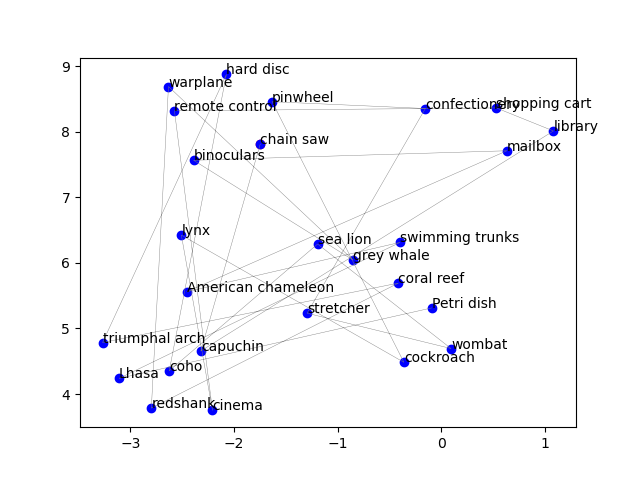 9
hard disc
warplane
pinwheel
remote control
confectionery
shopping cart
library
8
chain saw
mailbox
binoculars
7
lynx
sea lion
swimming trunks
grey whale
6
coral reef
American chameleon
Petri dish
stretcher
5
triumphal arch
capuchin
wombat
cockroach
Lhasa
coho
4
redshank
cinema
−3
−2
−1
0
1